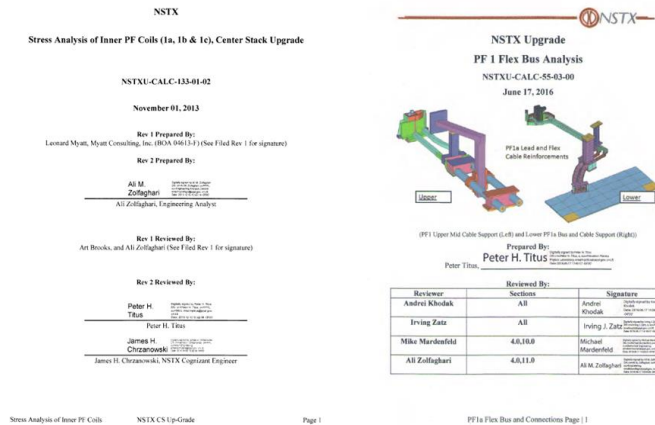 NSTX
Stress Analysis of Inner PF Coils (1a, 1b & 1c), Center Stack Upgrade
NSTXU-CALC-133-01-02
November 01, 2013
Rev 1 Prepared By:
Leonard Myatt, Myatt Consulting, Inc. (BOA 04613-F) (See Filed Rev 1 for signature)
Rev 2 Prepared By:
Ali M.
Zolfaghari
Ali Zolfaghari, Engineering Analyst
Rev 1 Reviewed By:
Art Brooks, and Ali Zolfaghari (See Filed Rev 1 for signature)
Rev 2 Reviewed By:
Peter H.
Titus
Peter H. Titus
James H.
Chrzanowski
James H. Chrzanowski, NSTX Cognizant Engineer
Stress Analysis of Inner PF Coils NSTX CS Up-Grade Page 1
NSTX
NSTX Upgrade
PF 1 Flex Bus Analysis
NSTXU-CALC-55-03-00
June 17, 2016
PF1a Lead and Flex
Cable Reinforcements
Upper
Lower
(PF1 Upper Mid Cable Support (Left) and Lower PF1a Bus and Cable Support (Right))
Prepared By:
Peter Titus, Peter H. Titus
Reviewed By:
Reviewer Sections Signature
Andrei Khodak All Andrei
Khodak
Irving Zatz All Irving J. Zatz
Mike Mardenfeld 4.0,10.0 Michael
Mardenfeld
Ali Zolfaghari 4.0,11.0 Ali M. Zolfaghari
PF1a Flex Bus and Connections Page | 1